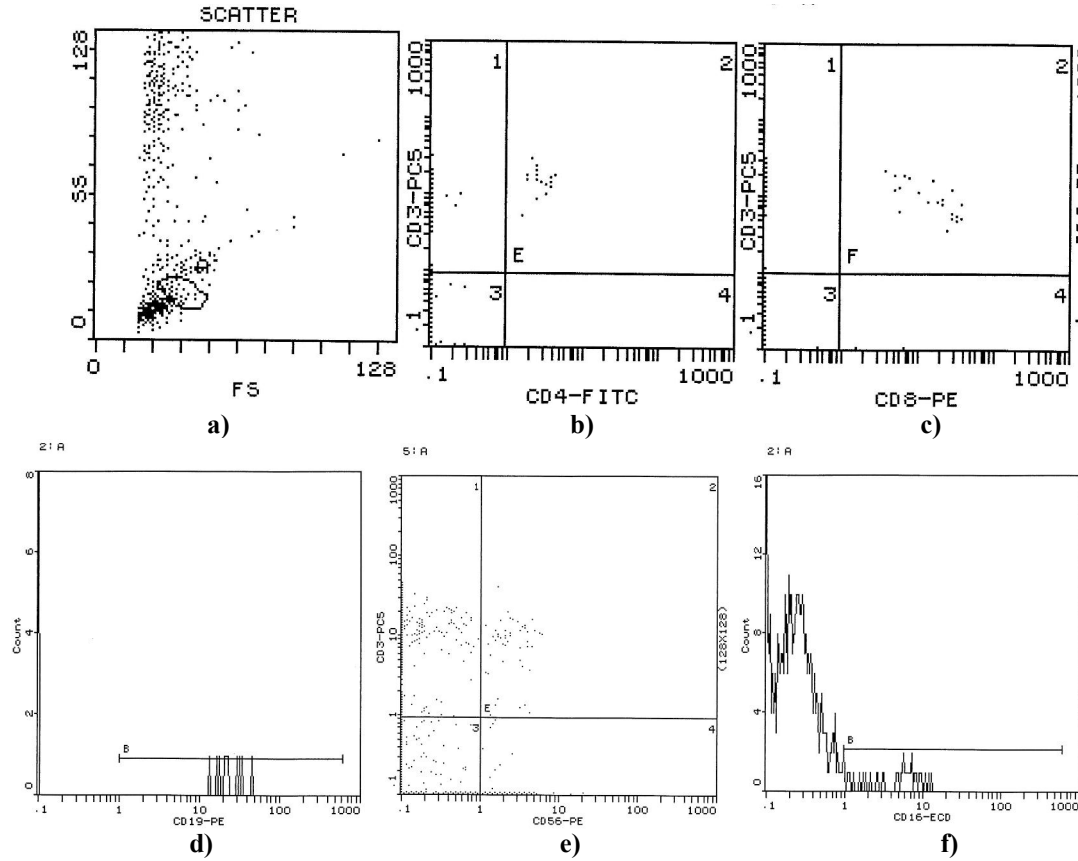 SCATTER
128
SS
0
0
128
FS
a)
1000
CD3-PC5
.1
1
2
E
3
4
.1
1000
CD4-FITC
b)
1000
CD3-PC5
.1
1
2
F
3
4
.1
1000
CD8-PE
c)
2:A
8
6
4
2
0
Count
B
.1
1
10
100
1000
CD19-PE
d)
5:A
1000
100
10
1
.1
CD3-PC5
1
2
E
3
4
(128X128)
.1
1
10
100
1000
CD56-PE
e)
2:A
16
12
8
4
0
Count
B
.1
1
10
100
1000
CD16-ECD
f)